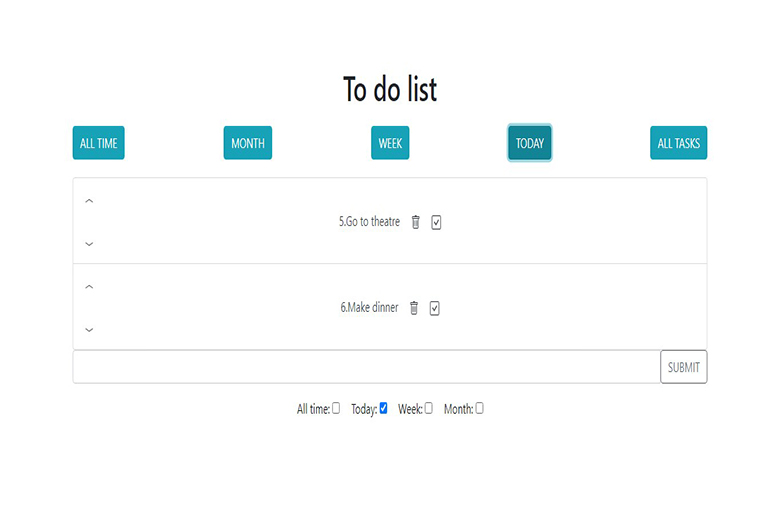 To do list
ALL TIME MONTH WEEK TODAY ALL TASKS
5.Go to theatre
6.Make dinner
SUBMIT
All time: Today: Week: Month: